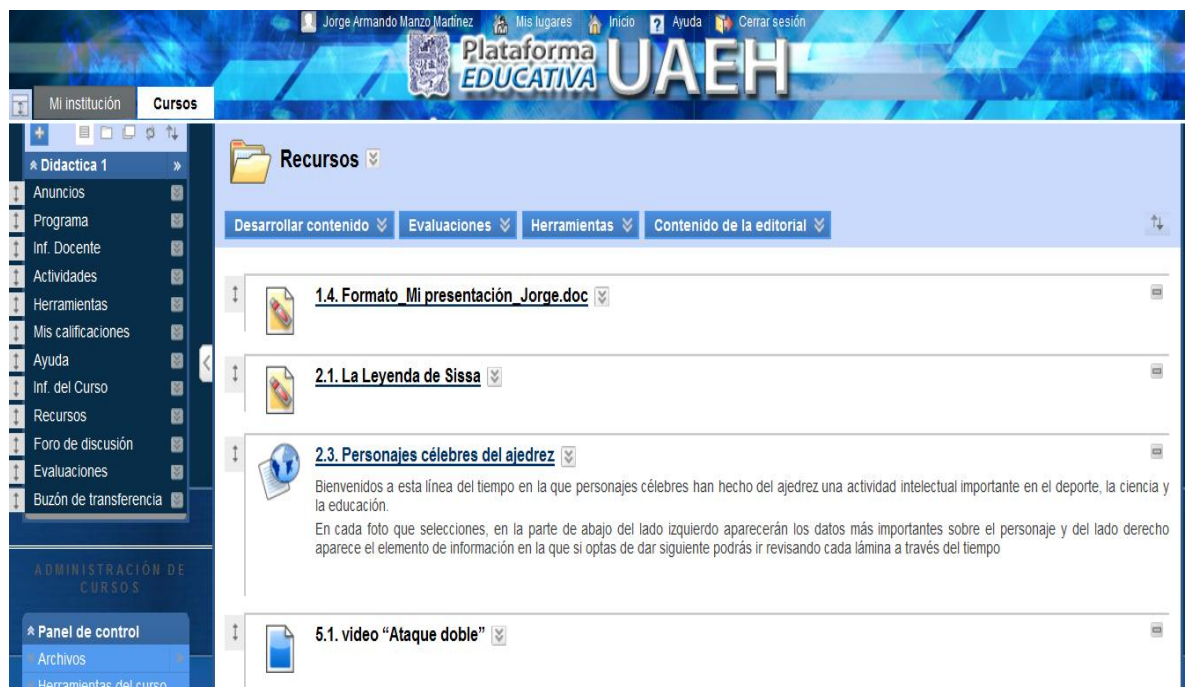 Jorge Armando Manzo Martínez Mis lugares Inicio Ayuda Cerrar sesión
Plataforma
EDUCATIVA UAEH
Mi institución Cursos
Didactica 1
Anuncios
Programa
Inf. Docente
Actividades
Herramientas
Mis calificaciones
Ayuda
Inf. del Curso
Recursos
Foro de discusión
Evaluaciones
Buzón de transferencia
ADMINISTRACIÓN DE
CURSOS
Panel de control
Archivos
Herramientas del curso
Recursos
Desarrollar contenido Evaluaciones Herramientas Contenido de la editorial
1.4. Formato_Mi presentación_Jorge.doc
2.1. La Leyenda de Sissa
2.3. Personajes célebres del ajedrez
Bienvenidos a esta línea del tiempo en la que personajes célebres han hecho del ajedrez una actividad intelectual importante en el deporte, la ciencia y
la educación.
En cada foto que selecciones, en la parte de abajo del lado izquierdo aparecerán los datos más importantes sobre el personaje y del lado derecho
aparece el elemento de información en la que si optas de dar siguiente podrás ir revisando cada lámina a través del tiempo
5.1. video “Ataque doble”